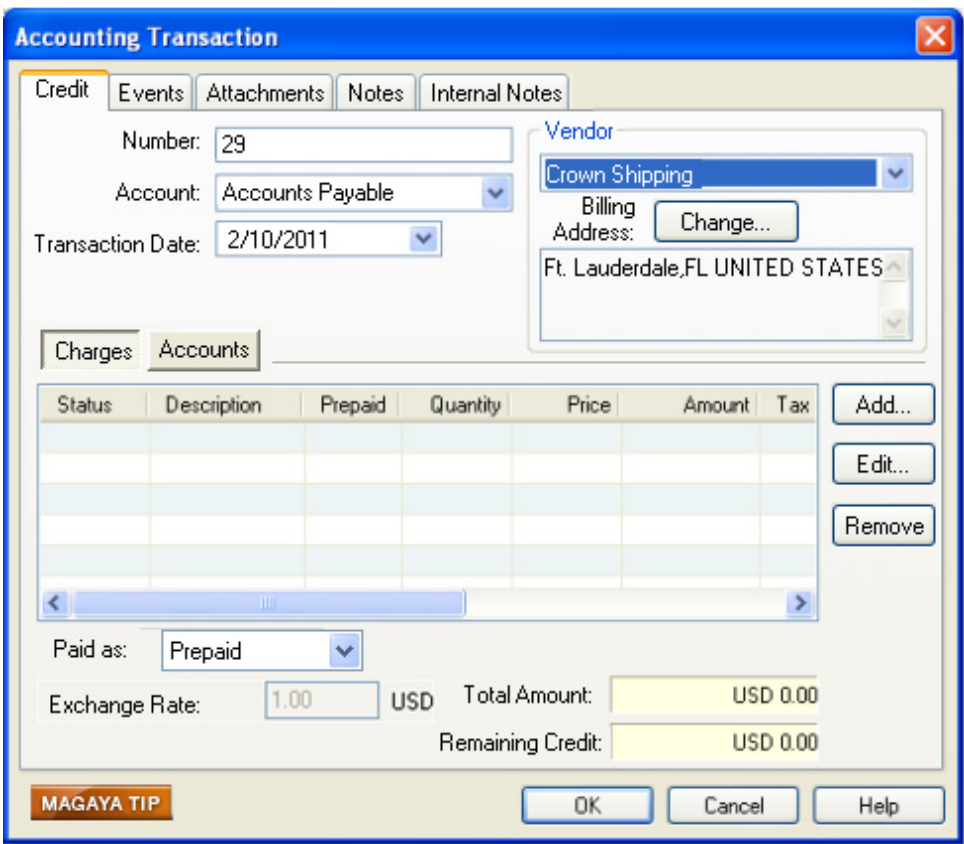 Accounting Transaction
Credit Events Attachments Notes Internal Notes
Number: 29
Account: Accounts Payable
Transaction Date: 2/10/2011
Vendor
Crown Shipping
Billing Address: Change...
Ft. Lauderdale,FL UNITED STATES
Charges Accounts
Status Description Prepaid Quantity Price Amount Tax
Add...
Edit...
Remove
Paid as: Prepaid
Exchange Rate: 1.00 USD
Total Amount: USD 0.00
Remaining Credit: USD 0.00
MAGAYA TIP OK Cancel Help